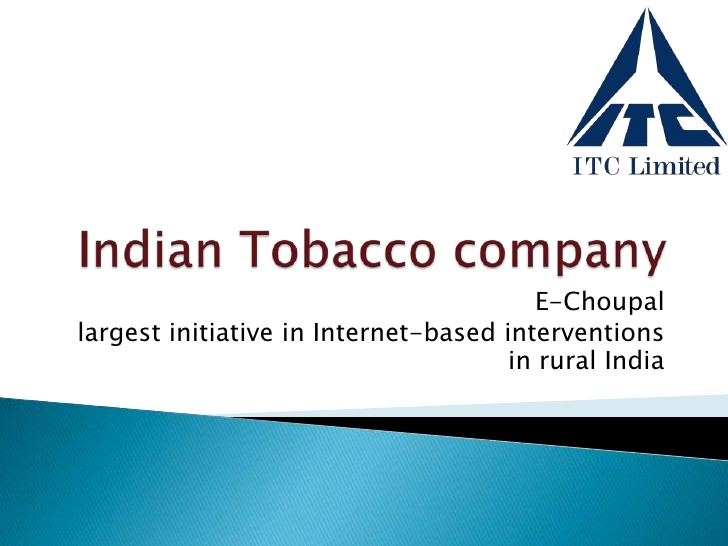 ITC
ITC Limited
Indian Tobacco company
E-Choupal
largest initiative in Internet-based interventions
in rural India